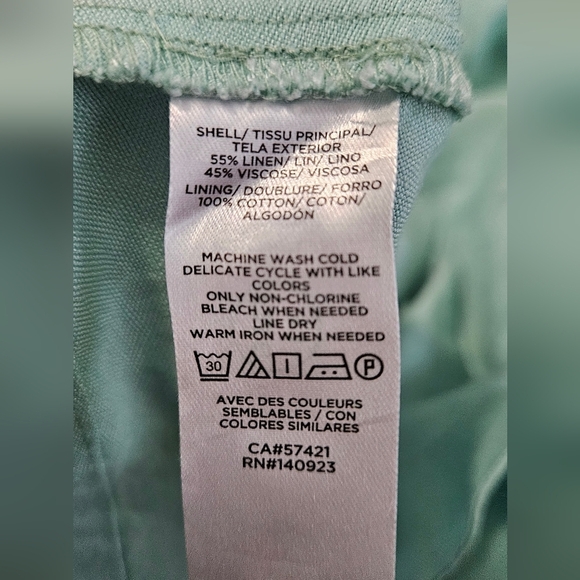 SHELL/ TISSU PRINCIPAL/
TELA EXTERIOR
55% LINEN/ LIN/ LINO
45% VISCOSE/ VISCOSA
LINING/ DOUBLURE/ FORRO
100% COTTON/ COTON/
ALGODÓN
MACHINE WASH COLD
DELICATE CYCLE WITH LIKE
COLORS
ONLY NON-CHLORINE
BLEACH WHEN NEEDED
LINE DRY
WARM IRON WHEN NEEDED
30 P
AVEC DES COULEURS
SEMBLABLES / CON
COLORES SIMILARES
CA#57421
RN#140923